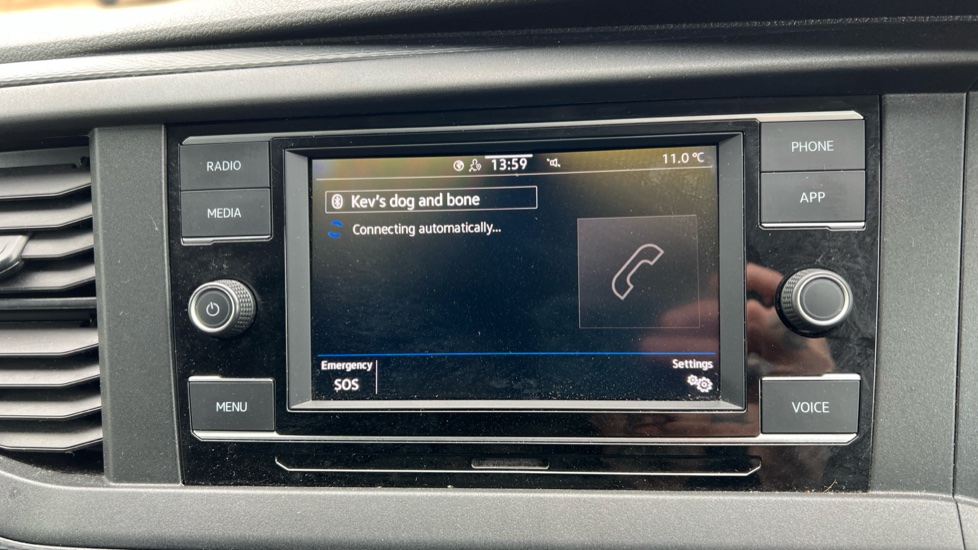 RADIO
MEDIA
MENU
13:59
11.0 °C
Kev's dog and bone
Connecting automatically...
Emergency
SOS
Settings
PHONE
APP
VOICE